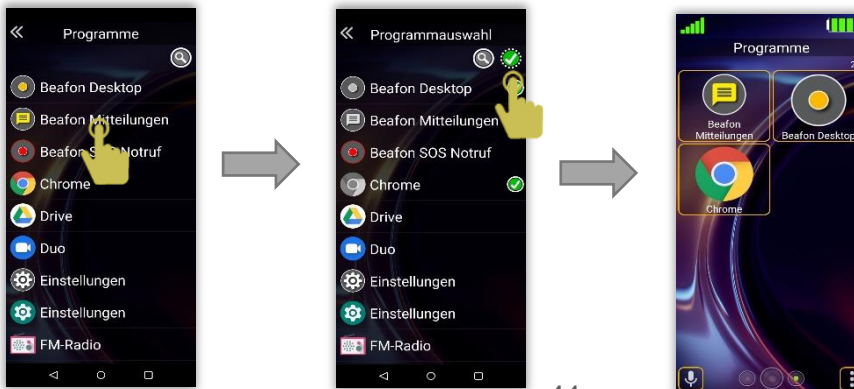 Programme
Beafon Desktop
Beafon Mitteilungen
Beafon SOS Notruf
Chrome
Drive
Duo
Einstellungen
Einstellungen
FM-Radio
Programmauswahl
Beafon Desktop
Beafon Mitteilungen
Beafon SOS Notruf
Chrome
Drive
Duo
Einstellungen
Einstellungen
FM-Radio
Programme
Beafon
Mitteilungen
Beafon Desktop
Chrome